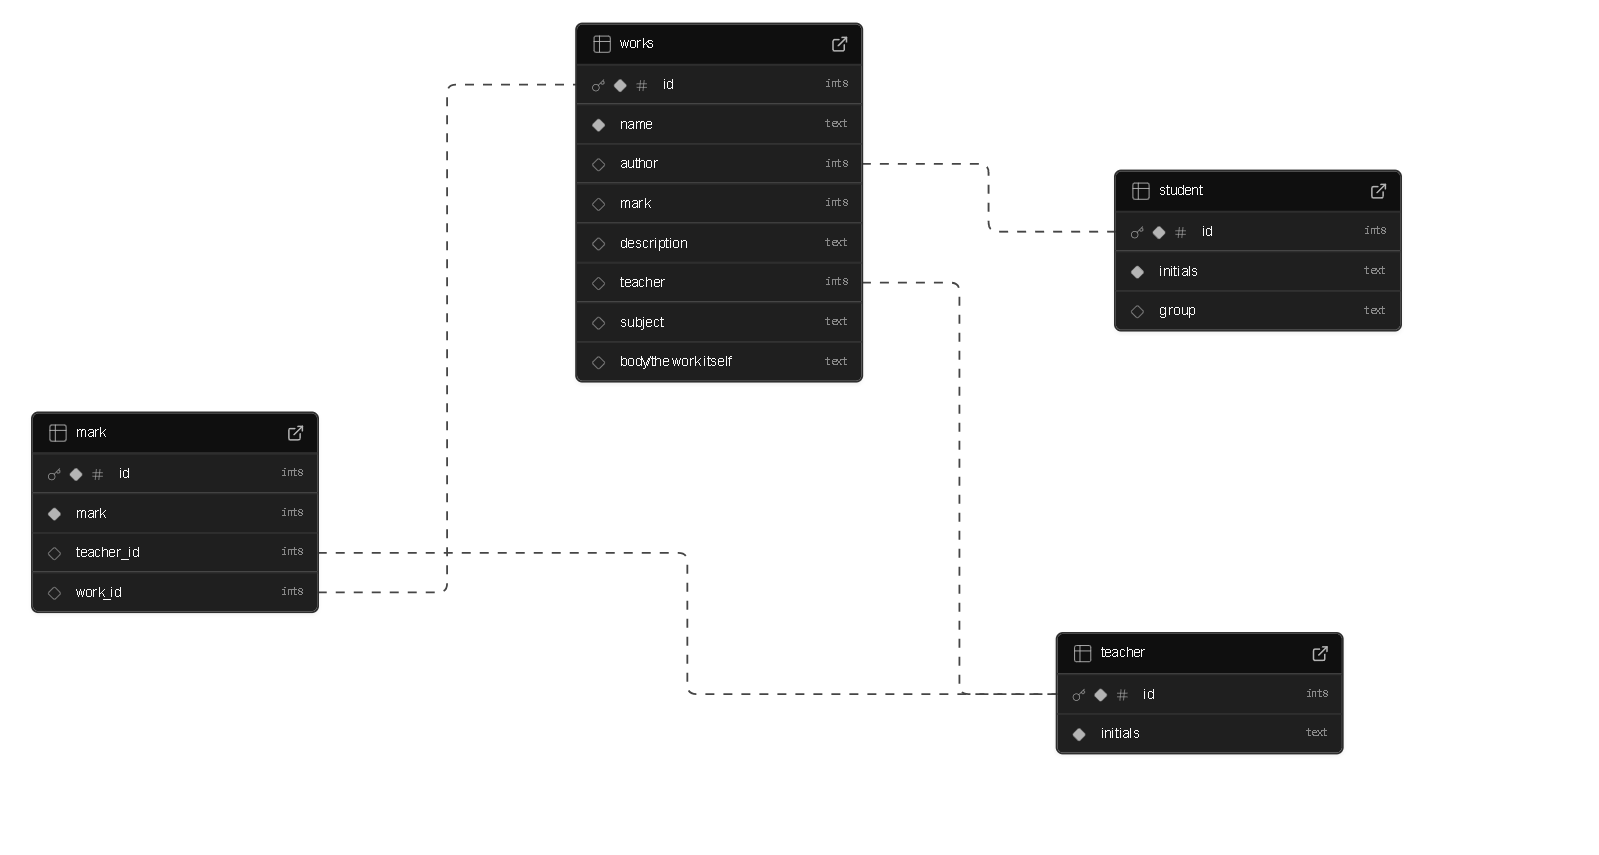 works
# id int8
name text
author int8
mark int8
description text
teacher int8
subject text
body/the work itself text
student
# id int8
initials text
group text
mark
# id int8
mark int8
teacher_id int8
work_id int8
teacher
# id int8
initials text